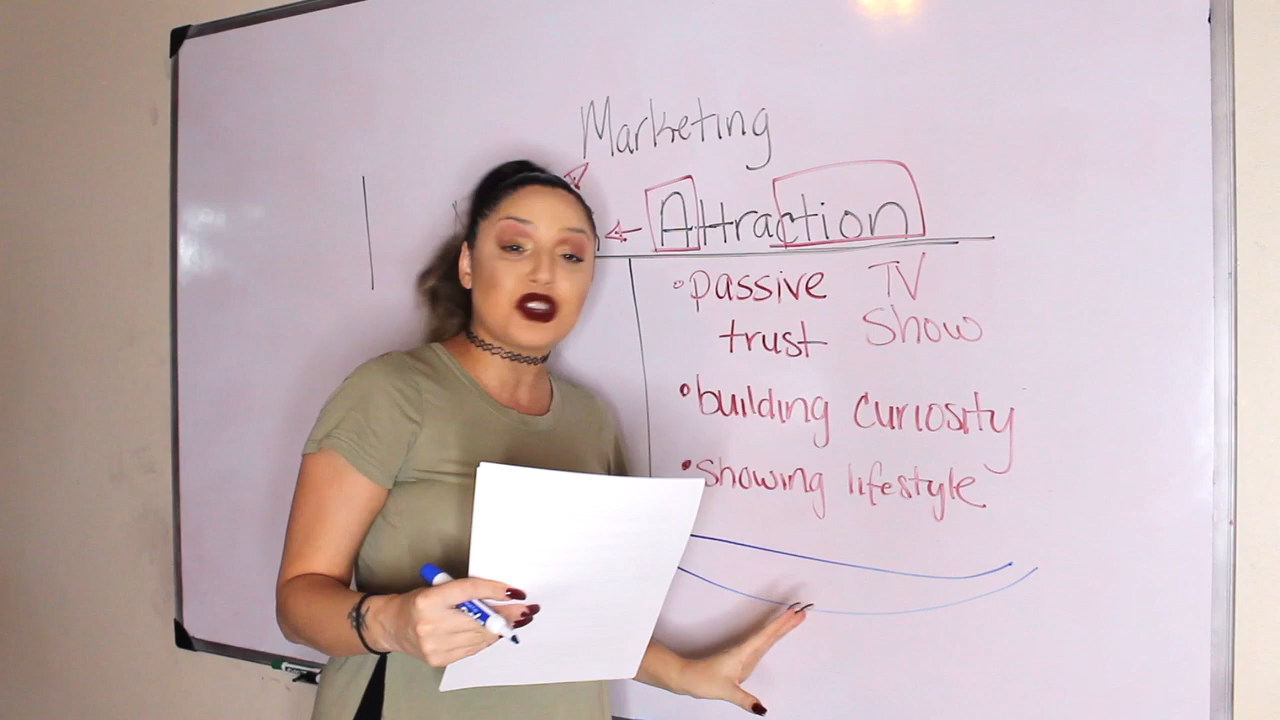 Marketing
Attraction
• passive TV
trust Show
• building curiosity
• showing lifestyle